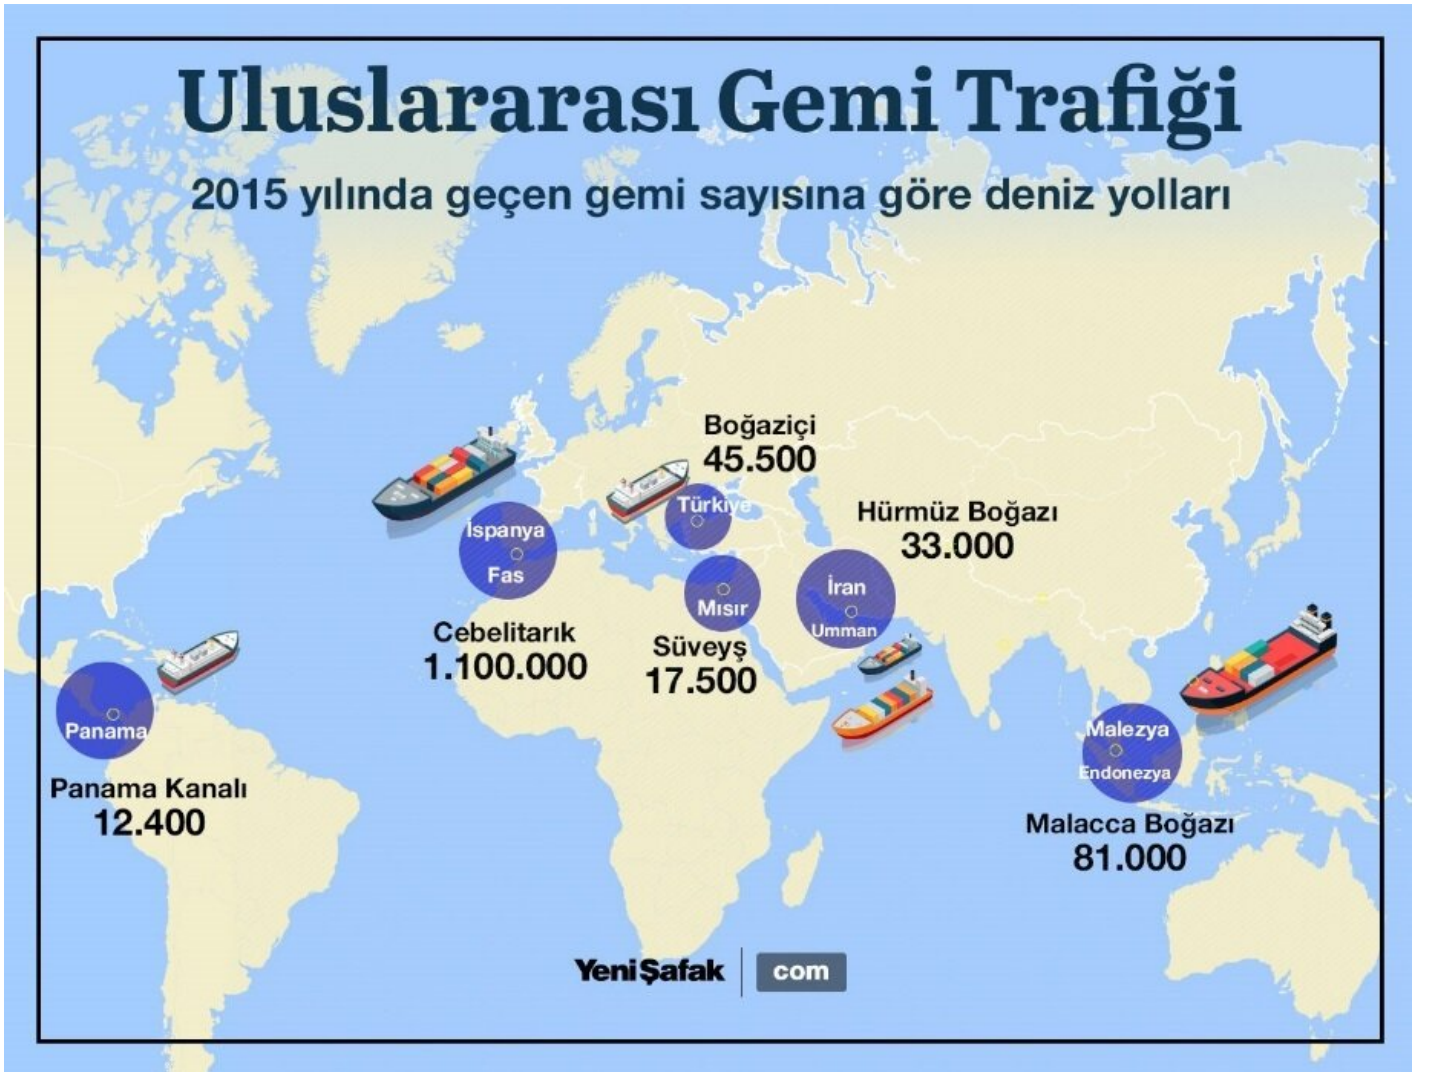 Uluslararası Gemi Trafiği
2015 yılında geçen gemi sayısına göre deniz yolları
Boğaziçi
45.500
Türkiye
Hürmüz Boğazı
33.000
İspanya
Fas
Cebelitarık
1.100.000
Mısır
Süveyş
17.500
İran
Umman
Panama
Panama Kanalı
12.400
Malezya
Endonezya
Malacca Boğazı
81.000
YeniŞafak com